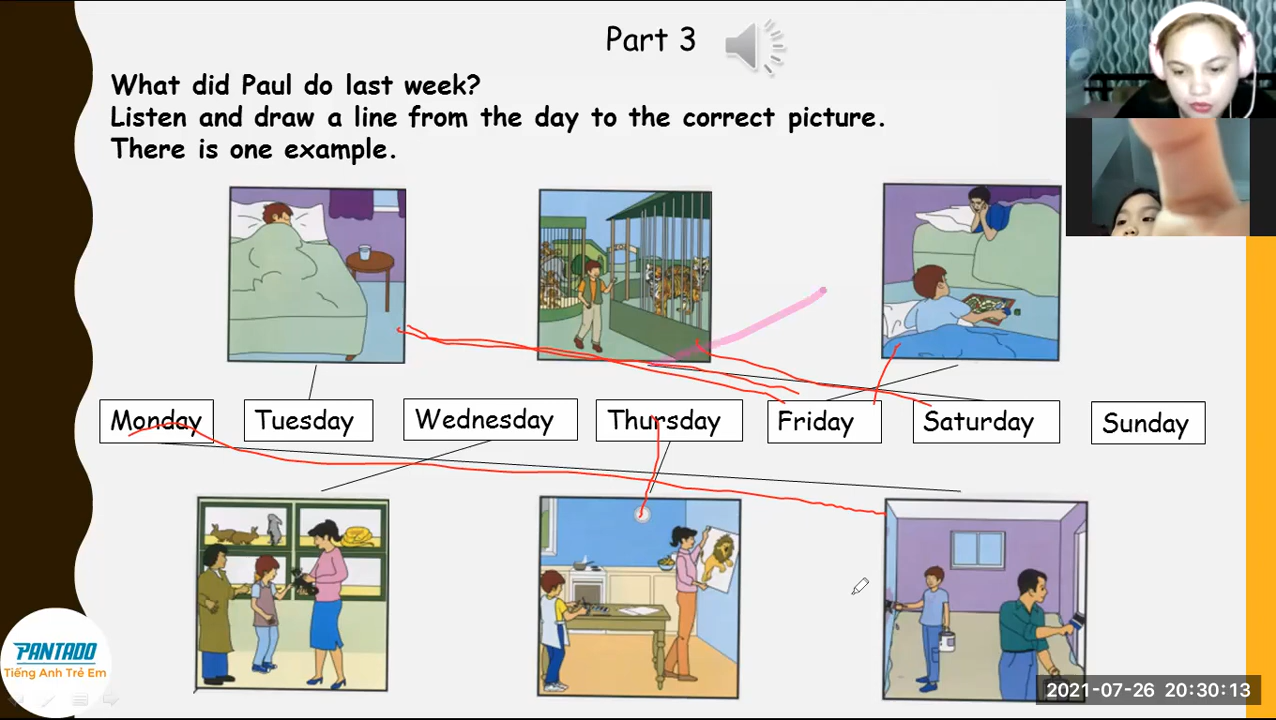 Part 3
What did Paul do last week?
Listen and draw a line from the day to the correct picture.
There is one example.
Monday Tuesday Wednesday Thursday Friday Saturday Sunday
PANTADO
Tiếng Anh Trẻ Em
2021-07-26 20:30:13